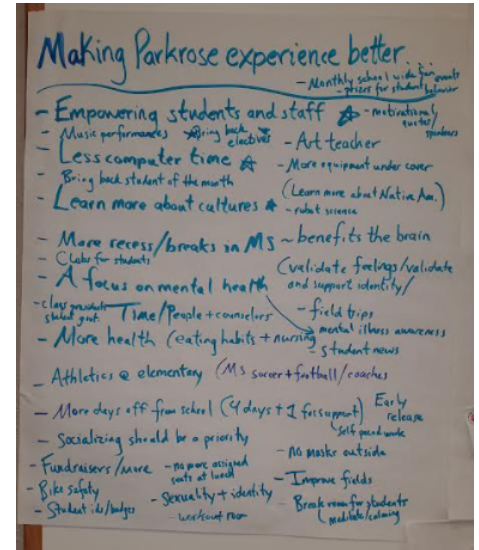 Making Parkrose experience better...
- Monthly school wide fun events
- prizes for student behavior
- Empowering students and staff ☆ - motivational quotes/ speakers
- Music performances ☆Bring back electives
- Art teacher
- Less computer time ☆
- More equipment under cover
- Bring back student of the month
(Learn more about Native Am.)
- Learn more about cultures ★
- robot science
- More recess/breaks in MS ~ benefits the brain
- Clubs for students
- A focus on mental health
(validate feelings/validate
and support identity/
- class presidents
student govt.
Time/People + counselors
- field trips
mental illness awareness
- More health (eating habits + nursing
- student news
- Athletics @ elementary (MS soccer + football/coaches
- More days off from school (4 days + 1 for support)
Early release
self paced work
- Socializing should be a priority
- no masks outside
- Fundraisers/more
- no more assigned
seats at lunch
- Improve fields
- Bike safety
- Sexuality + identity
- Break room for students
(meditate/calming
- Student ids/badges
- workout room